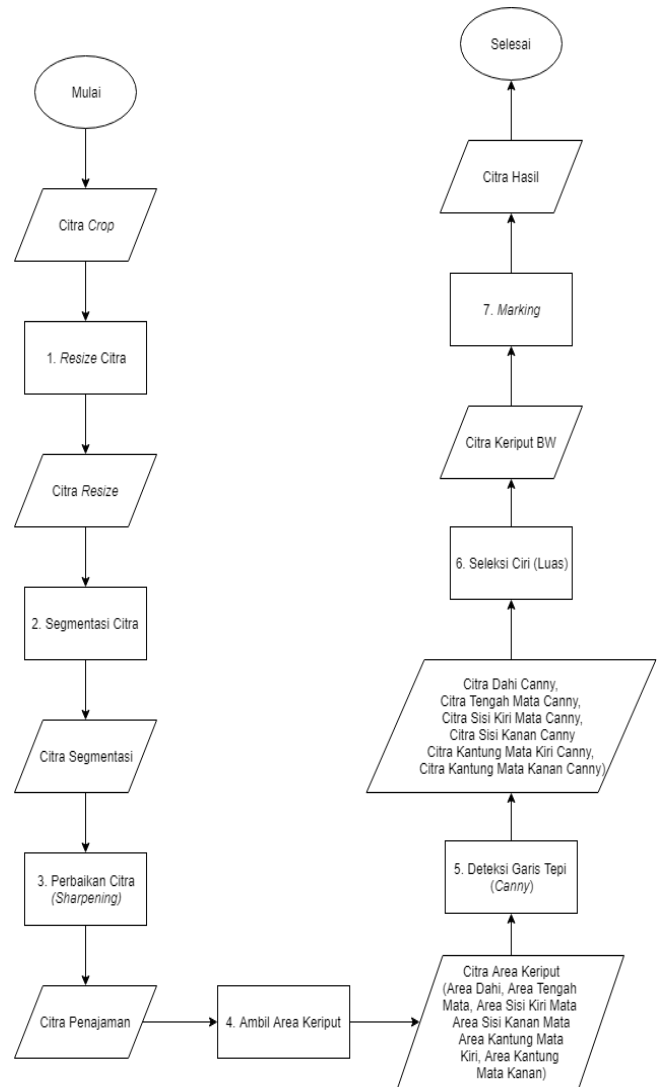 Mulai
Citra Crop
1. Resize Citra
Citra Resize
2. Segmentasi Citra
Citra Segmentasi
3. Perbaikan Citra
(Sharpening)
Citra Penajaman
4. Ambil Area Keriput
Citra Area Keriput
(Area Dahi, Area Tengah
Mata, Area Sisi Kiri Mata
Area Sisi Kanan Mata
Area Kantung Mata
Kiri, Area Kantung
Mata Kanan)
5. Deteksi Garis Tepi
(Canny)
Citra Dahi Canny,
Citra Tengah Mata Canny,
Citra Sisi Kiri Mata Canny,
Citra Sisi Kanan Canny
Citra Kantung Mata Kiri Canny,
Citra Kantung Mata Kanan Canny)
6. Seleksi Ciri (Luas)
Citra Keriput BW
7. Marking
Citra Hasil
Selesai